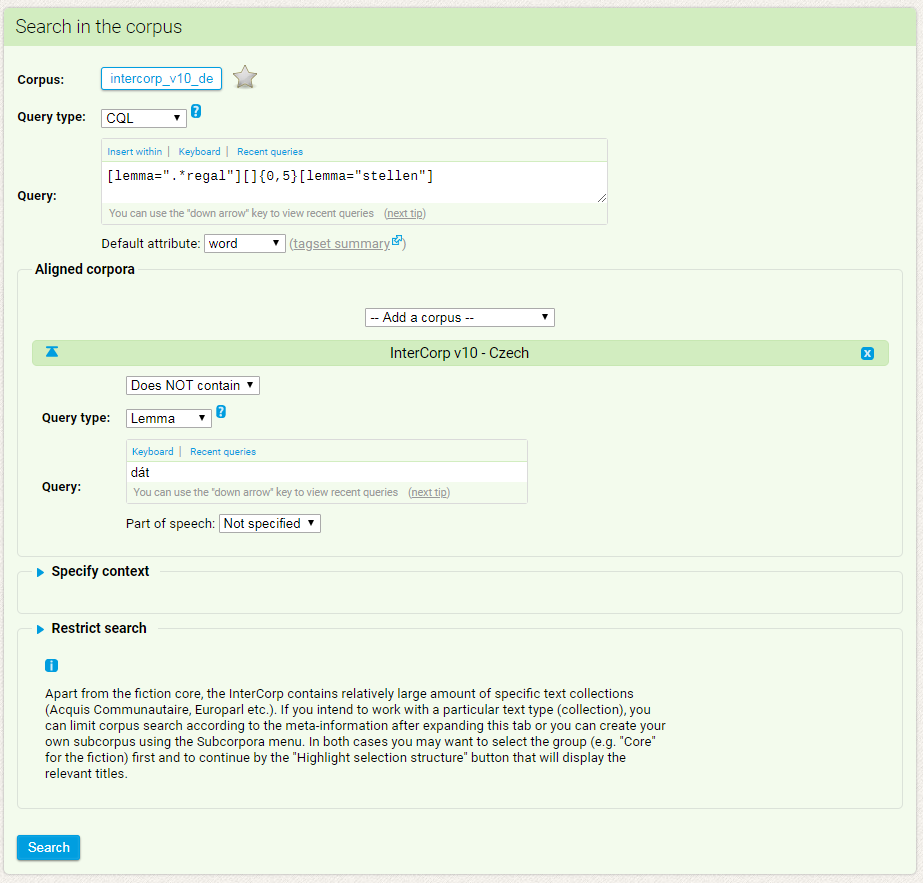 Search in the corpus
Corpus: intercorp_v10_de
Query type: CQL ?
Insert within | Keyboard | Recent queries
[lemma=".*regal"][]{0,5}[lemma="stellen"]
Query:
You can use the "down arrow" key to view recent queries (next tip)
Default attribute: word (tagset summary)
Aligned corpora
-- Add a corpus --
InterCorp v10 - Czech x
Does NOT contain
Query type: Lemma ?
Keyboard | Recent queries
dát
Query:
You can use the "down arrow" key to view recent queries (next tip)
Part of speech: Not specified
Specify context
Restrict search
i
Apart from the fiction core, the InterCorp contains relatively large amount of specific text collections
(Acquis Communautaire, Europarl etc.). If you intend to work with a particular text type (collection), you
can limit corpus search according to the meta-information after expanding this tab or you can create your
own subcorpus using the Subcorpora menu. In both cases you may want to select the group (e.g. "Core"
for the fiction) first and to continue by the "Highlight selection structure" button that will display the
relevant titles.
Search